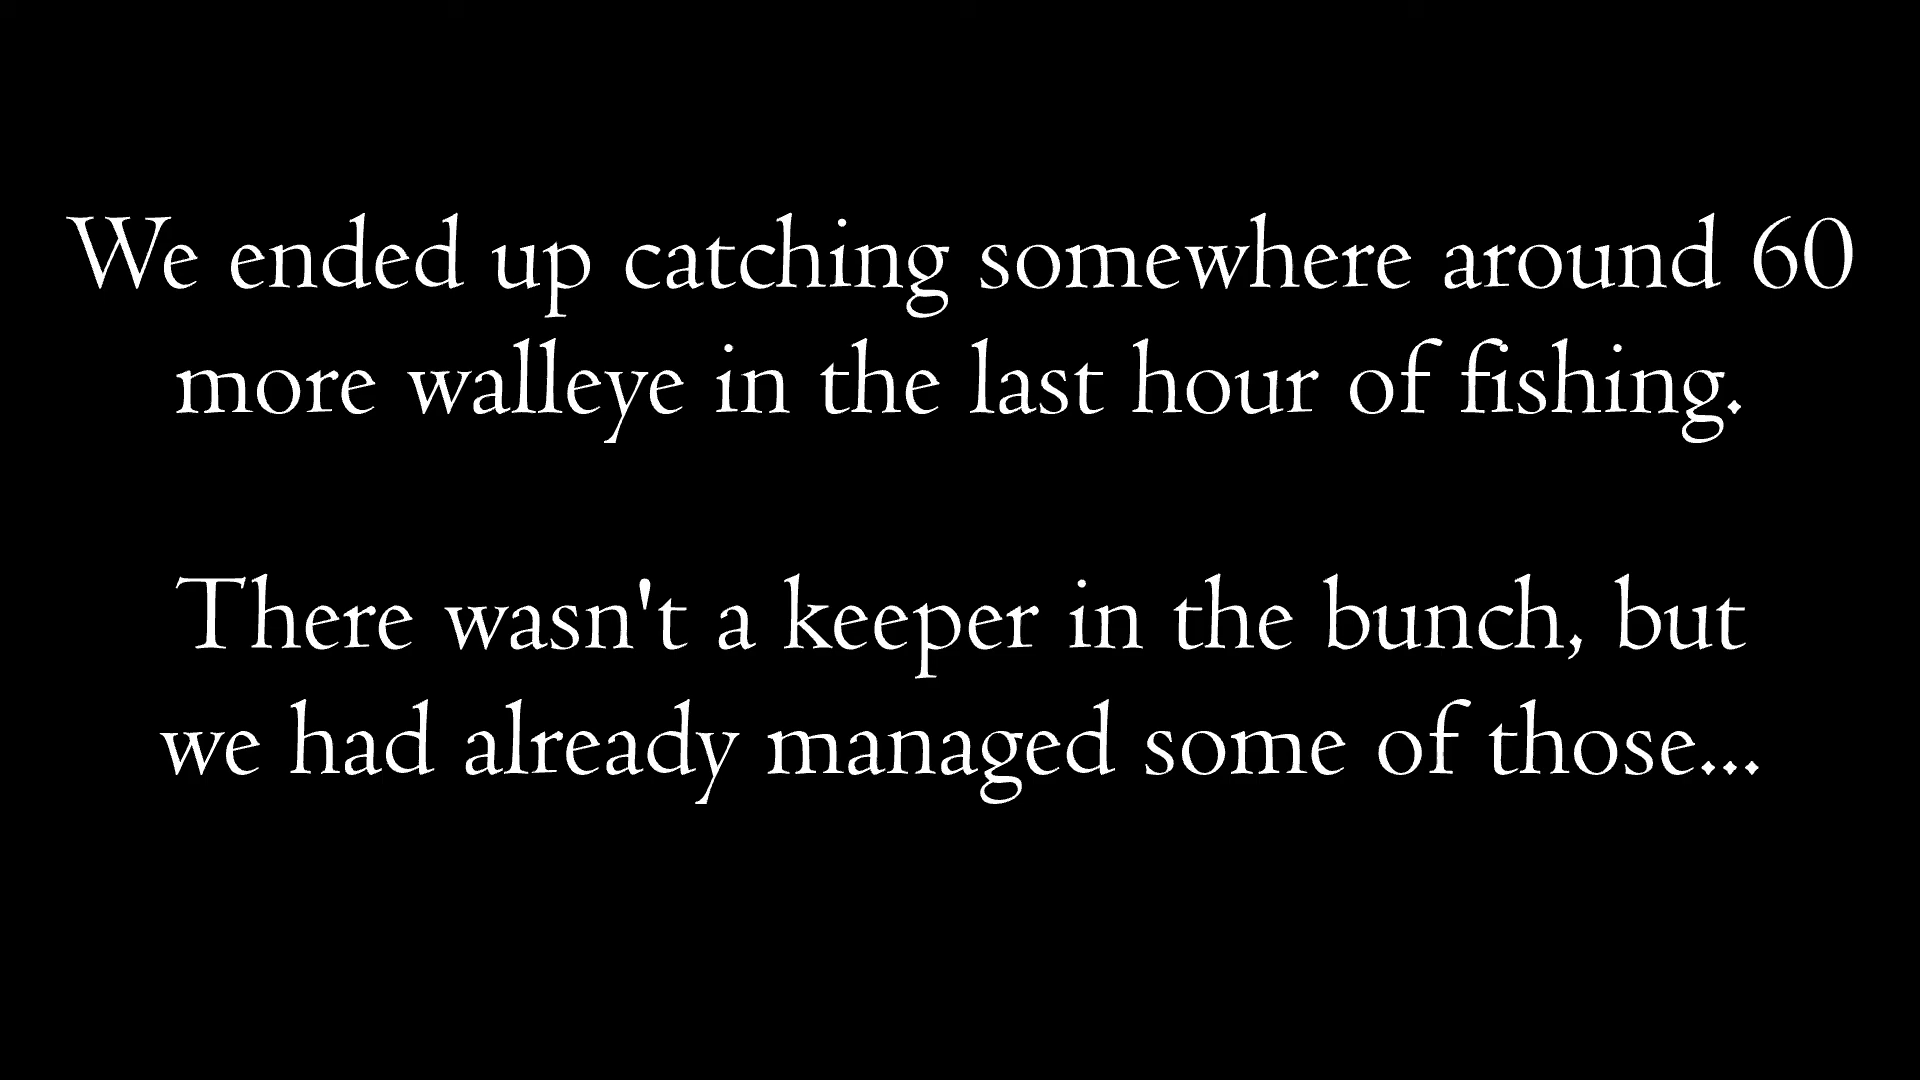 We ended up catching somewhere around 60
more walleye in the last hour of fishing.
There wasn't a keeper in the bunch, but
we had already managed some of those...